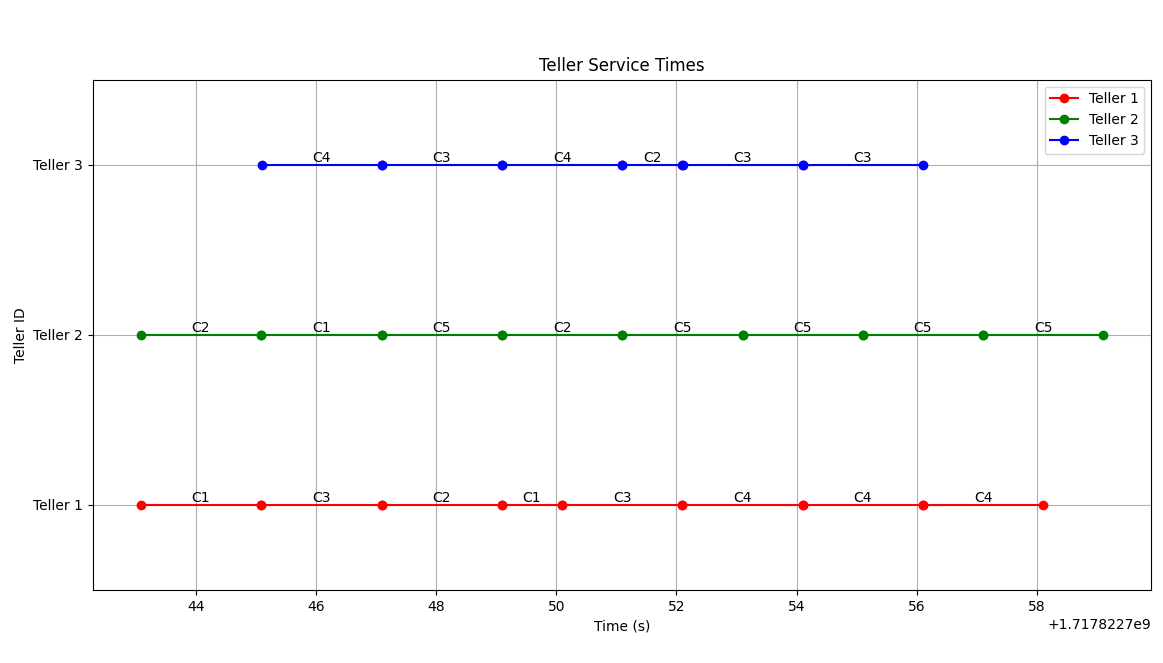 Teller Service Times
Teller 1
Teller 2
Teller 3
Teller 3
C4 C3 C4 C2 C3 C3
Teller ID
Teller 2
C2 C1 C5 C2 C5 C5 C5 C5
Teller 1
C1 C3 C2 C1 C3 C4 C4 C4
44 46 48 50 52 54 56 58
Time (s)
+1.7178227e9